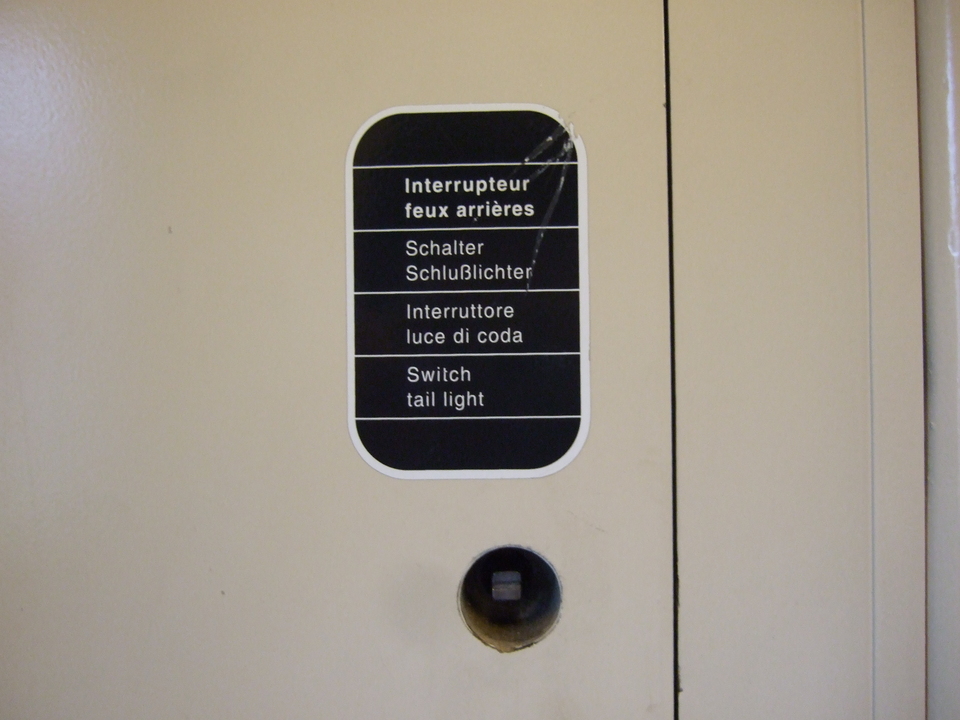 Interrupteur
feux arrières
Schalter
Schlußlichter
Interruttore
luce di coda
Switch
tail light